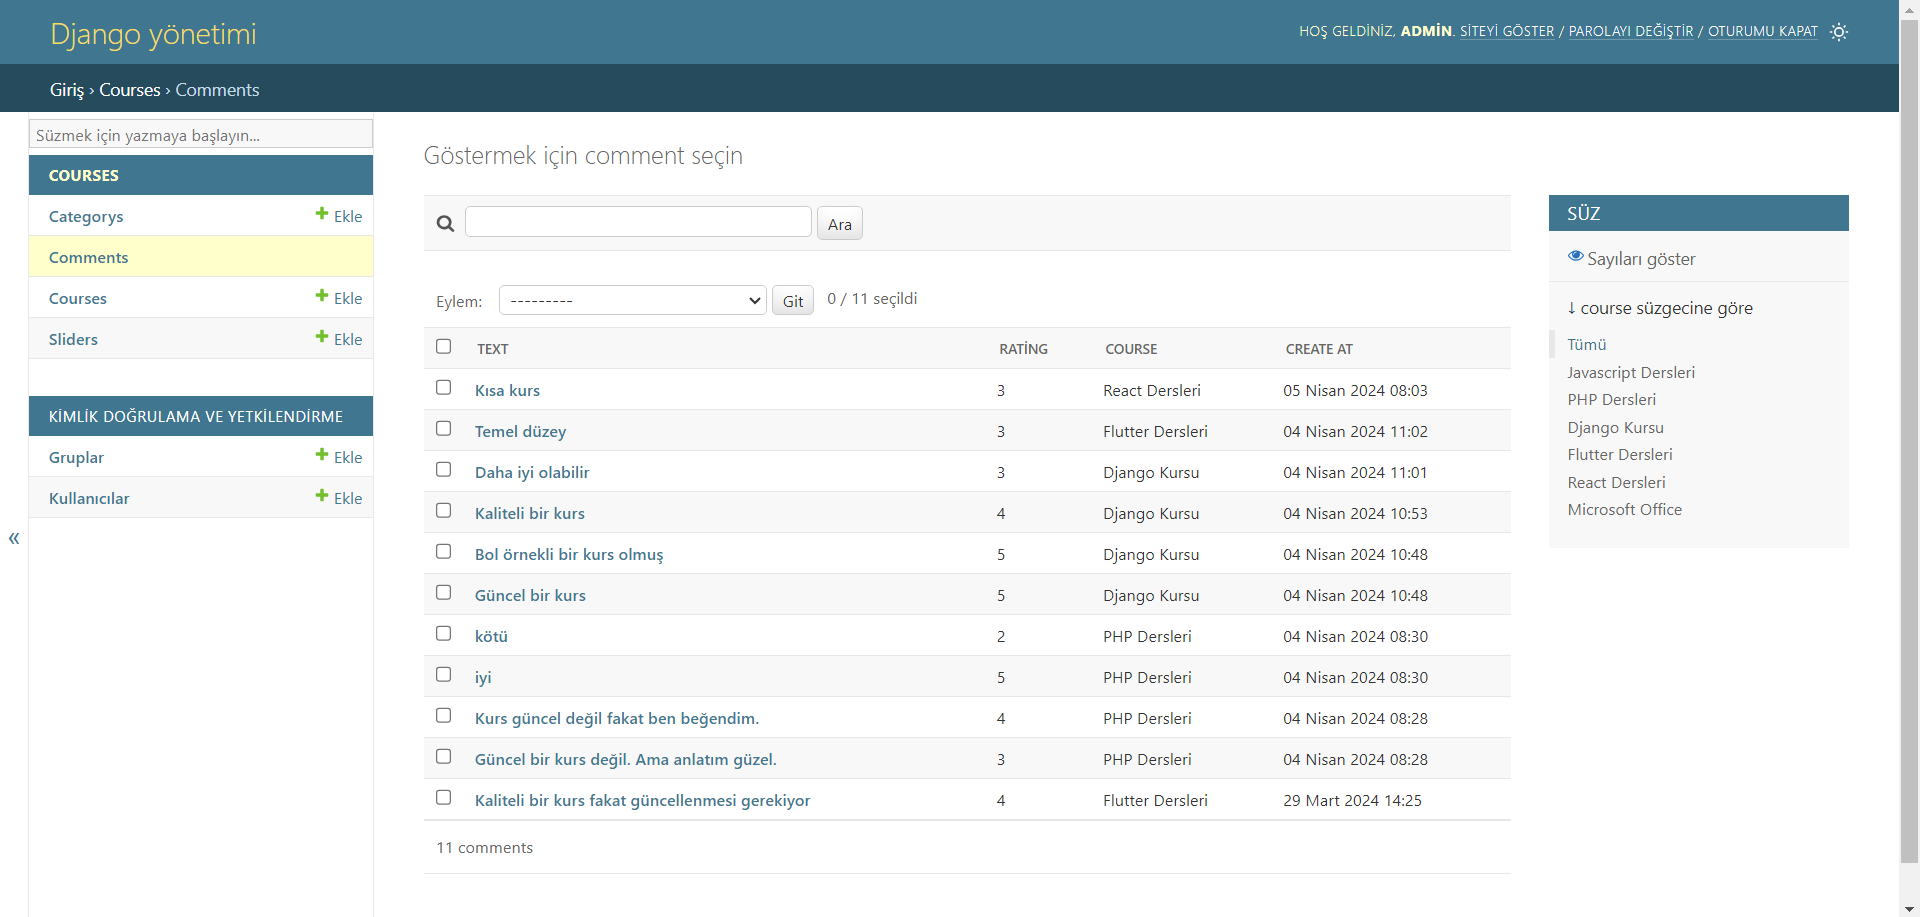 Django yönetimi
HOŞ GELDİNİZ, ADMİN. SİTEYİ GÖSTER / PAROLAYI DEĞİŞTİR / OTURUMU KAPAT
Giriş › Courses › Comments
Süzmek için yazmaya başlayın...
COURSES
Categorys Ekle
Comments
Courses Ekle
Sliders Ekle
KİMLİK DOĞRULAMA VE YETKİLENDİRME
Gruplar Ekle
Kullanıcılar Ekle
«
Göstermek için comment seçin
Ara
Eylem: --------- Git 0 / 11 seçildi
TEXT RATİNG COURSE CREATE AT
Kısa kurs 3 React Dersleri 05 Nisan 2024 08:03
Temel düzey 3 Flutter Dersleri 04 Nisan 2024 11:02
Daha iyi olabilir 3 Django Kursu 04 Nisan 2024 11:01
Kaliteli bir kurs 4 Django Kursu 04 Nisan 2024 10:53
Bol örnekli bir kurs olmuş 5 Django Kursu 04 Nisan 2024 10:48
Güncel bir kurs 5 Django Kursu 04 Nisan 2024 10:48
kötü 2 PHP Dersleri 04 Nisan 2024 08:30
iyi 5 PHP Dersleri 04 Nisan 2024 08:30
Kurs güncel değil fakat ben beğendim. 4 PHP Dersleri 04 Nisan 2024 08:28
Güncel bir kurs değil. Ama anlatım güzel. 3 PHP Dersleri 04 Nisan 2024 08:28
Kaliteli bir kurs fakat güncellenmesi gerekiyor 4 Flutter Dersleri 29 Mart 2024 14:25
11 comments
SÜZ
Sayıları göster
↓ course süzgecine göre
Tümü
Javascript Dersleri
PHP Dersleri
Django Kursu
Flutter Dersleri
React Dersleri
Microsoft Office